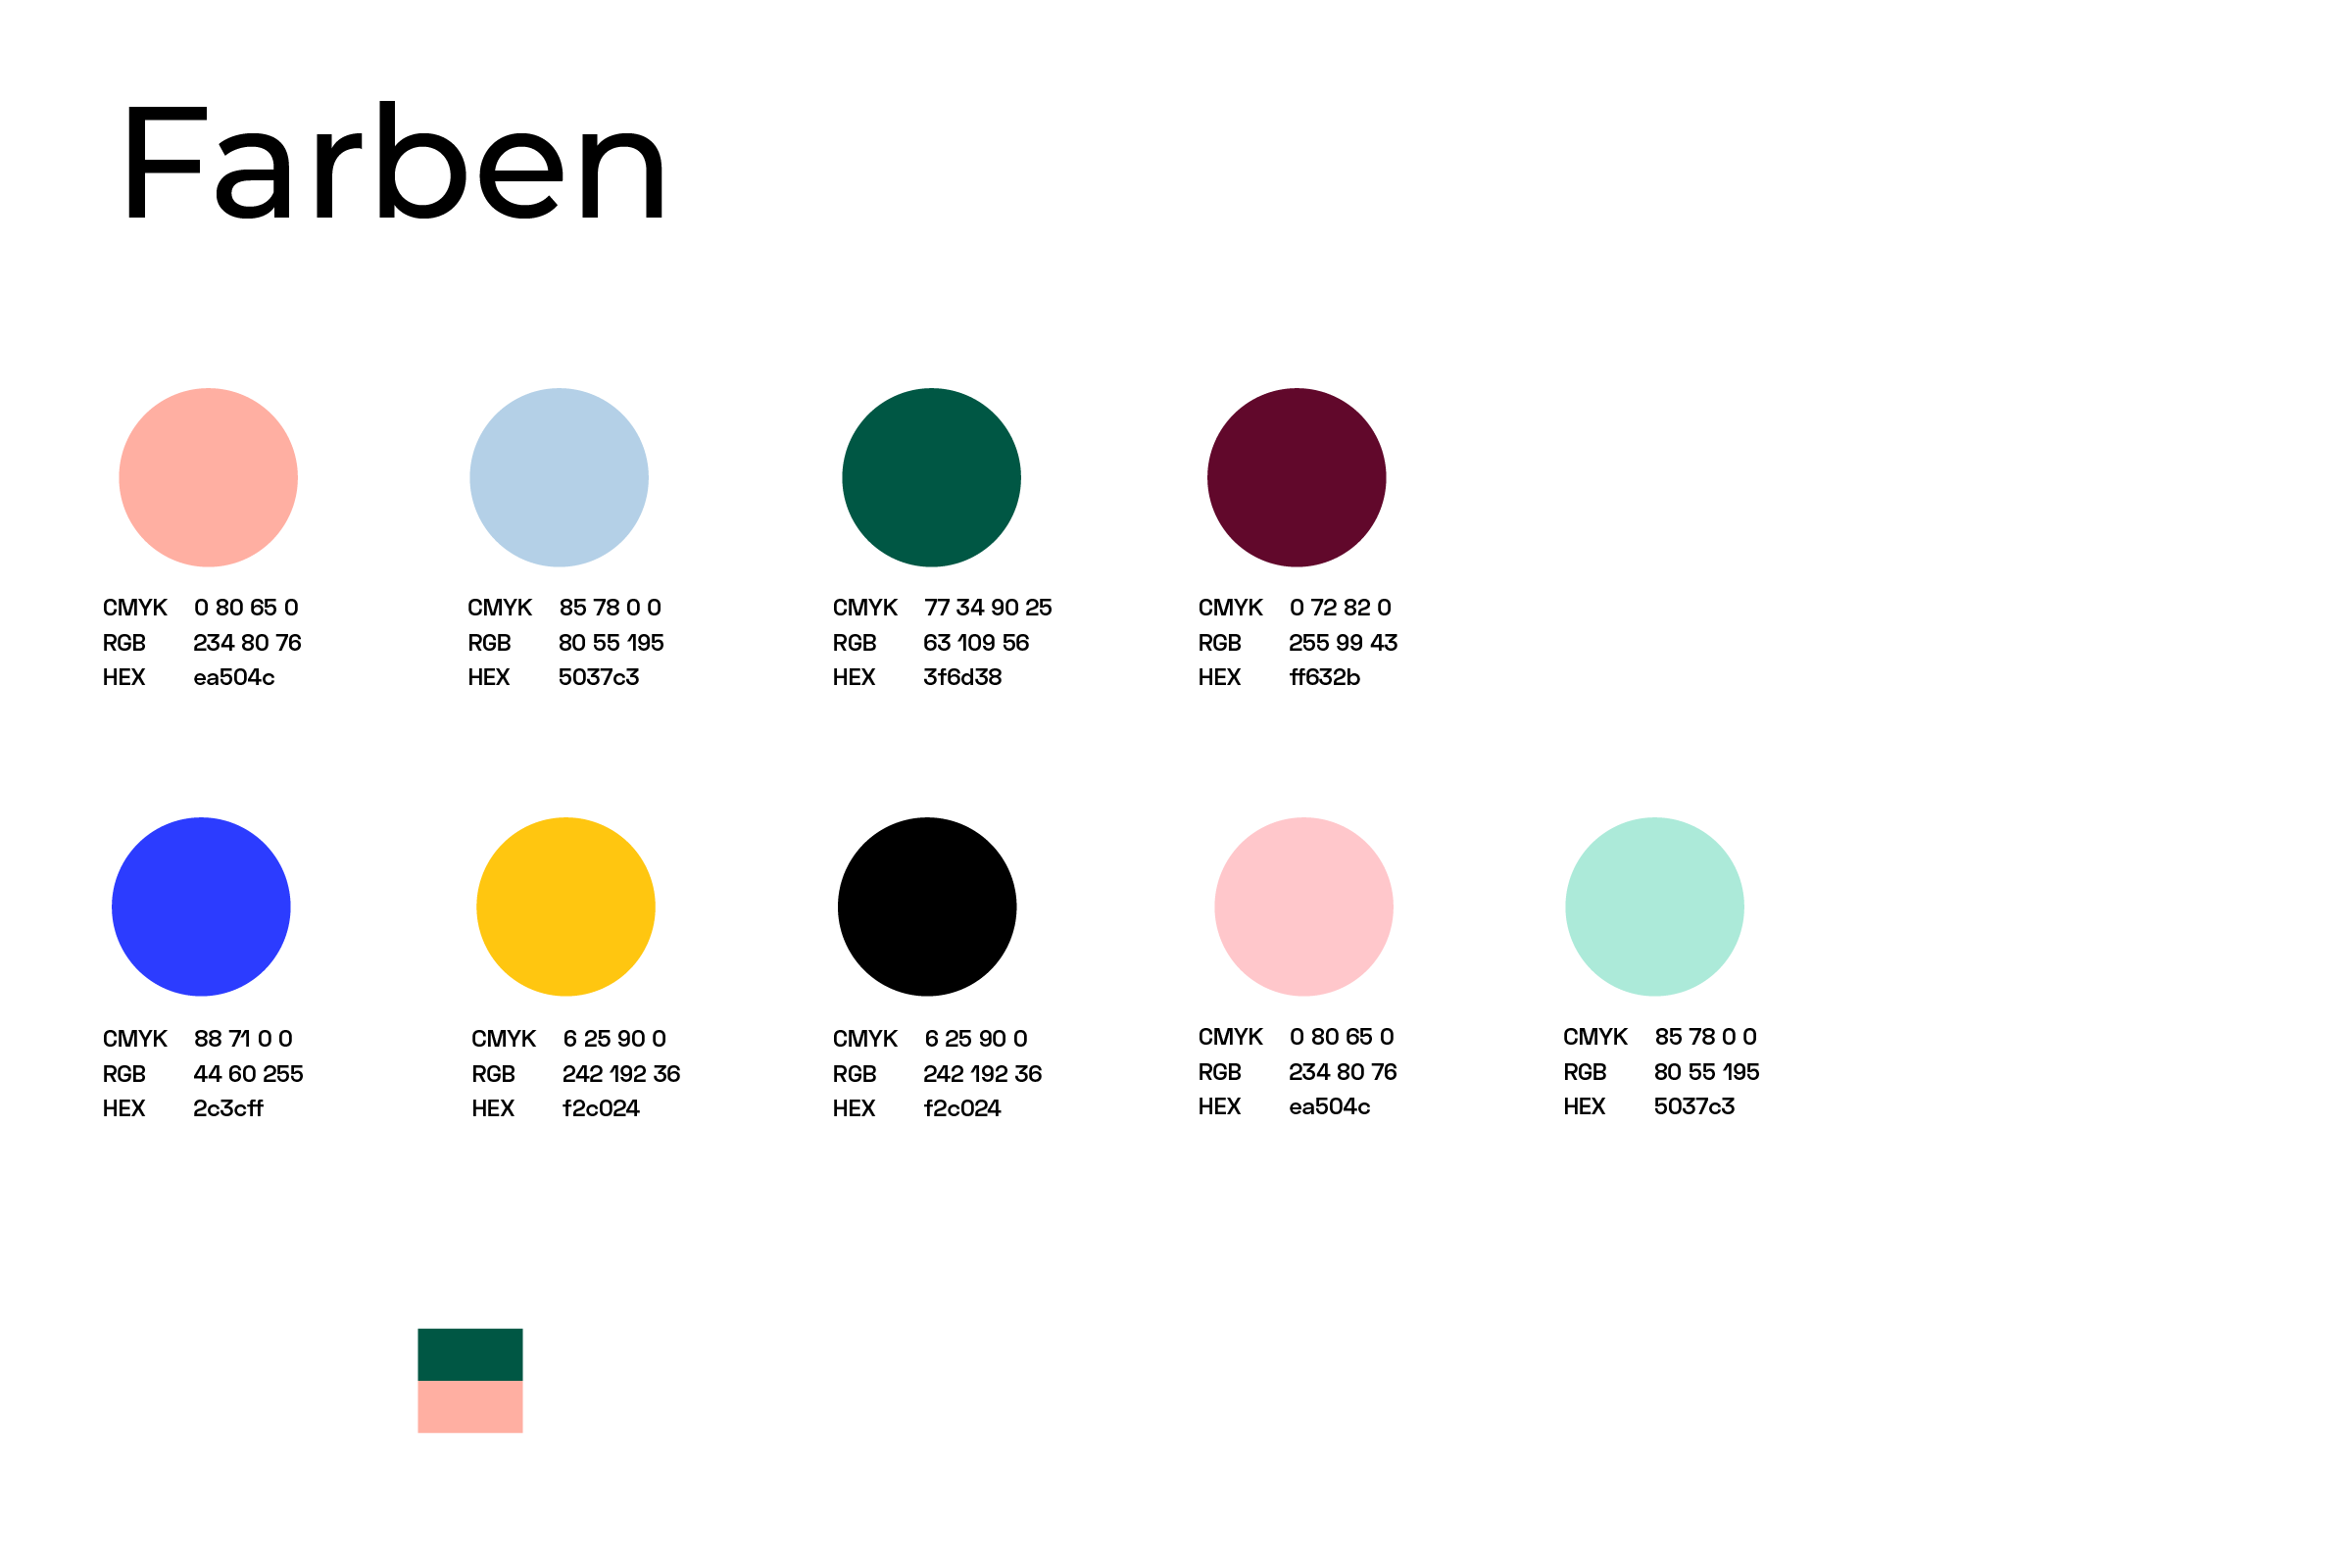 Farben
CMYK 0 80 65 0
RGB 234 80 76
HEX ea504c
CMYK 85 78 0 0
RGB 80 55 195
HEX 5037c3
CMYK 77 34 90 25
RGB 63 109 56
HEX 3f6d38
CMYK 0 72 82 0
RGB 255 99 43
HEX ff632b
CMYK 88 71 0 0
RGB 44 60 255
HEX 2c3cff
CMYK 6 25 90 0
RGB 242 192 36
HEX f2c024
CMYK 6 25 90 0
RGB 242 192 36
HEX f2c024
CMYK 0 80 65 0
RGB 234 80 76
HEX ea504c
CMYK 85 78 0 0
RGB 80 55 195
HEX 5037c3